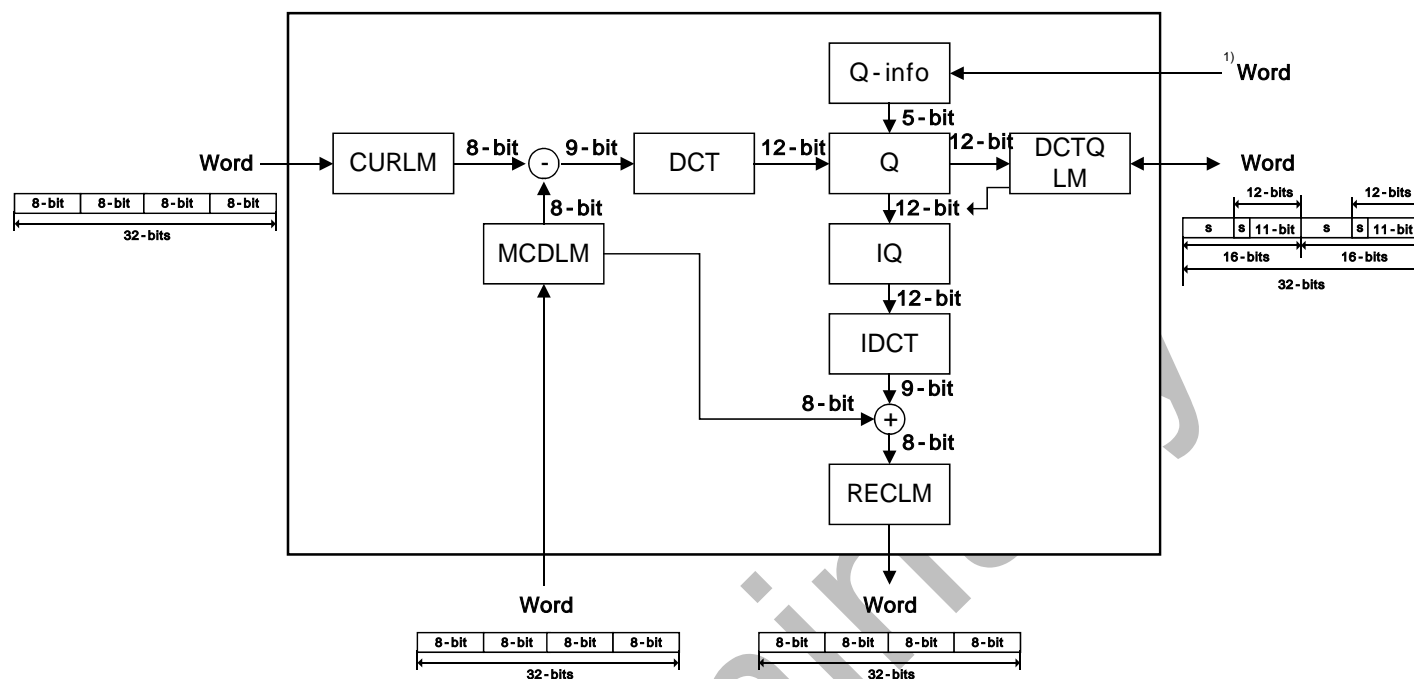 1) Word
Q-info
5-bit
Word
CURLM
8-bit
-
9-bit
DCT
12-bit
Q
12-bit
DCTQ
LM
Word
8-bit 8-bit 8-bit 8-bit
32-bits
8-bit
12-bit
12-bits 12-bits
s s 11-bit s s 11-bit
16-bits 16-bits
32-bits
MCDLM
IQ
12-bit
IDCT
9-bit
8-bit
+
8-bit
RECLM
Word
Word
8-bit 8-bit 8-bit 8-bit
32-bits
8-bit 8-bit 8-bit 8-bit
32-bits